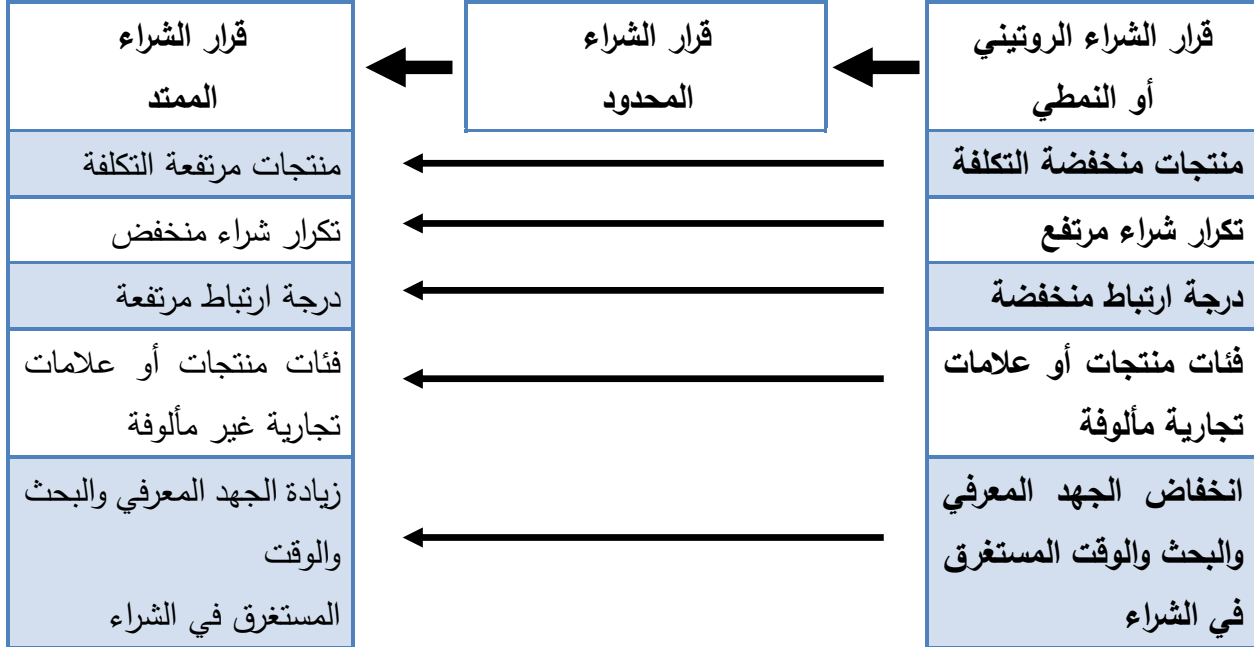 قرار الشراء الروتيني
أو النمطي
قرار الشراء
المحدود
قرار الشراء
الممتد
منتجات منخفضة التكلفة
منتجات مرتفعة التكلفة
تكرار شراء مرتفع
تكرار شراء منخفض
درجة ارتباط منخفضة
درجة ارتباط مرتفعة
فئات منتجات أو علامات
تجارية مألوفة
فئات منتجات أو علامات
تجارية غير مألوفة
انخفاض الجهد المعرفي
والبحث والوقت المستغرق
في الشراء
زيادة الجهد المعرفي والبحث
والوقت
المستغرق في الشراء